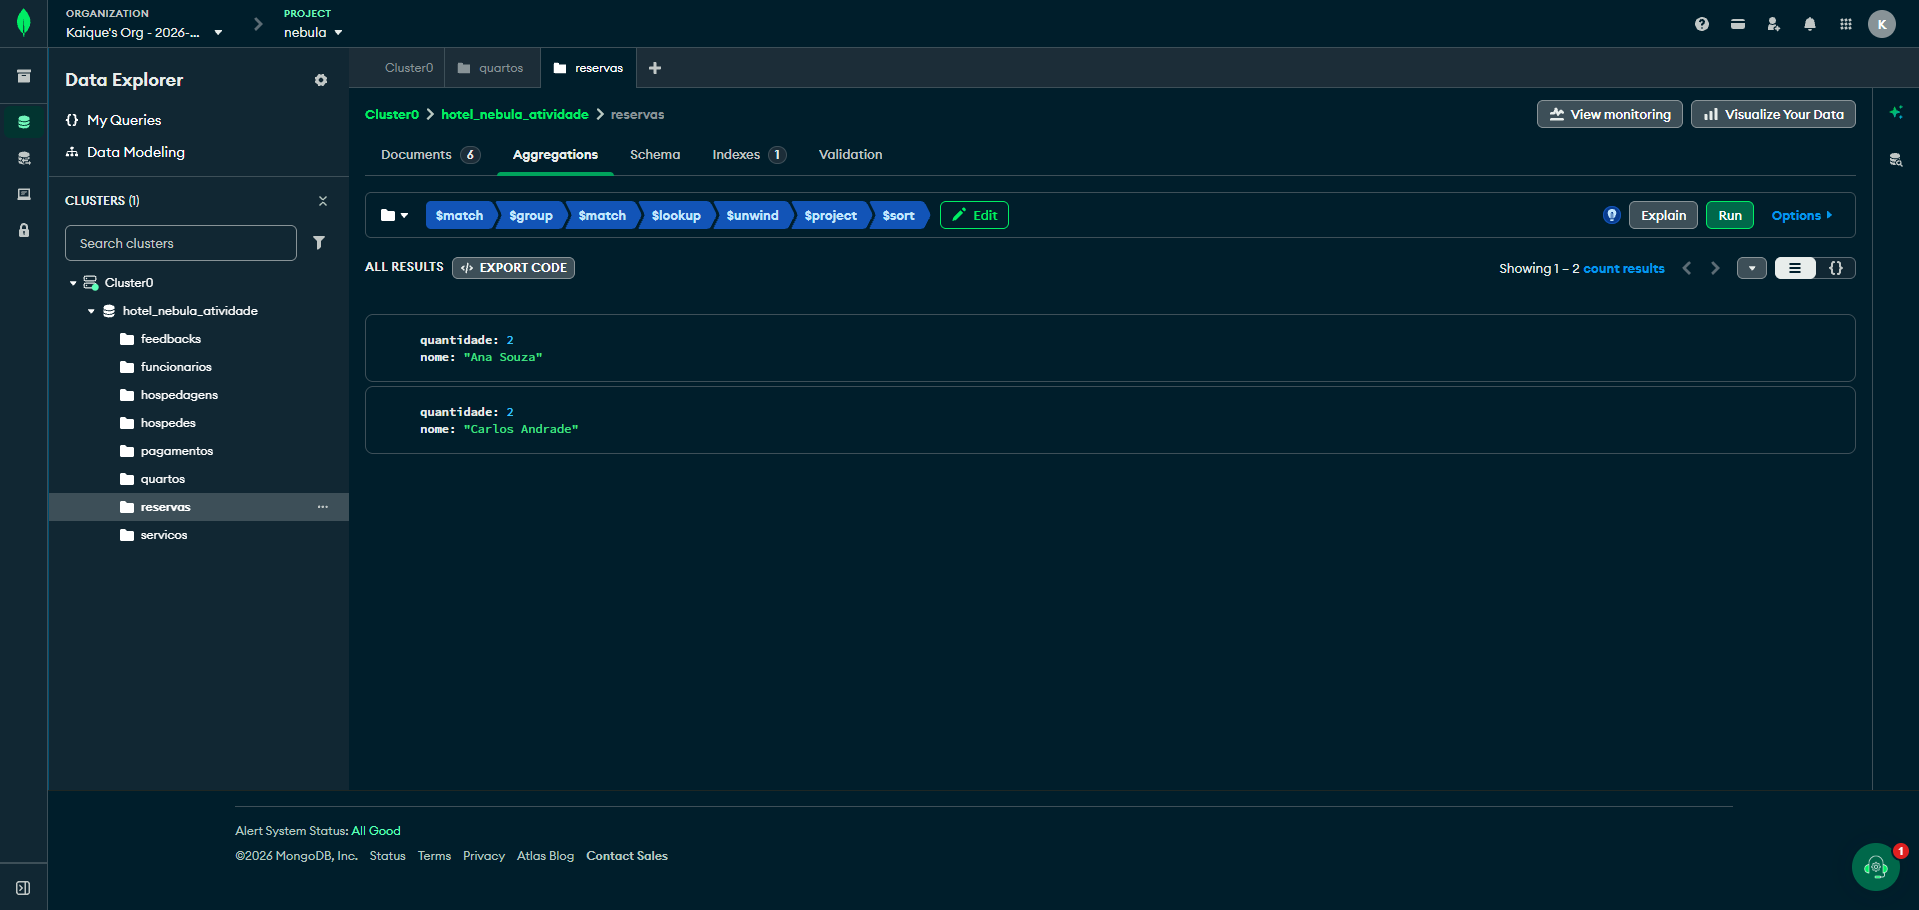 ORGANIZATION
Kaique's Org - 2026-...
PROJECT
nebula
K
Data Explorer
My Queries
Data Modeling
CLUSTERS (1)
Search clusters
Cluster0
hotel_nebula_atividade
feedbacks
funcionarios
hospedagens
hospedes
pagamentos
quartos
reservas
servicos
Cluster0
quartos
reservas
Cluster0 > hotel_nebula_atividade > reservas
View monitoring
Visualize Your Data
Documents 6
Aggregations
Schema
Indexes 1
Validation
$match $group $match $lookup $unwind $project $sort
Edit
Explain
Run
Options
ALL RESULTS
EXPORT CODE
Showing 1 – 2 count results
quantidade: 2
nome: "Ana Souza"
quantidade: 2
nome: "Carlos Andrade"
Alert System Status: All Good
©2026 MongoDB, Inc. Status Terms Privacy Atlas Blog Contact Sales
1